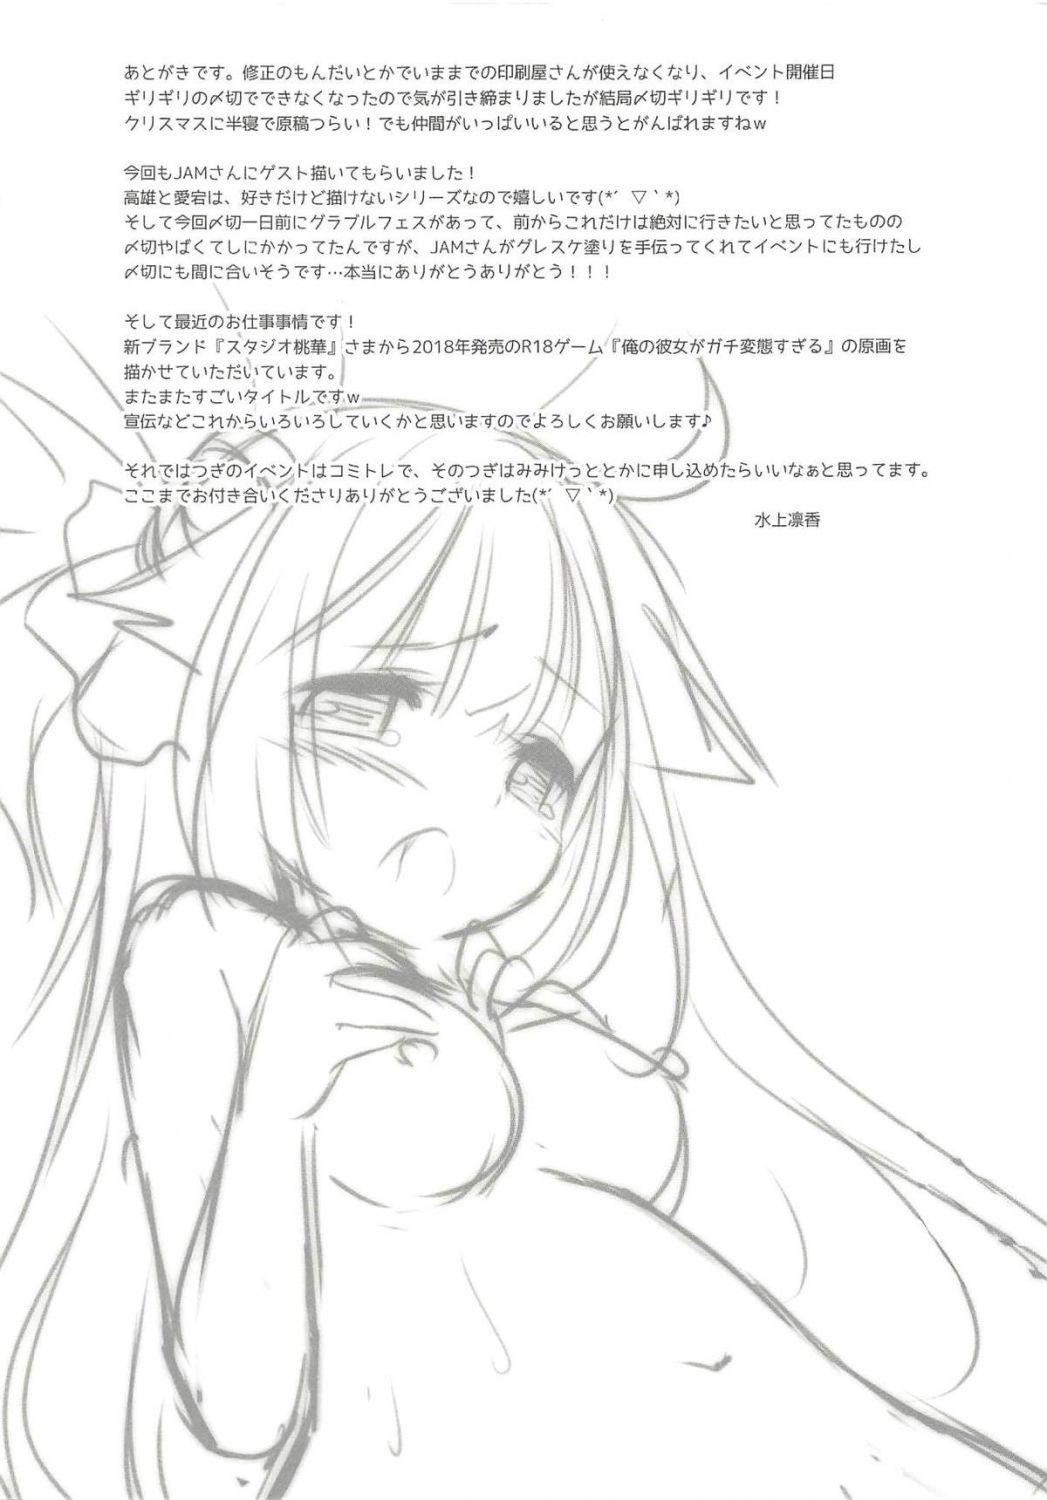 あとがきです。修正のもんだいとかでいままでの印刷屋さんが使えなくなり、イベント開催日
ギリギリの〆切でできなくなったので気が引き締まりましたが結局〆切ギリギリです！
クリスマスに半寝で原稿つらい！でも仲間がいっぱいいると思うとがんばれますねｗ
今回もJAMさんにゲスト描いてもらいました！
高雄と愛宕は、好きだけど描けないシリーズなので嬉しいです(*´ ▽ ｀*)
そして今回〆切一日前にグラブルフェスがあって、前からこれだけは絶対に行きたいと思ってたものの
〆切やばくてしにかかってたんですが、JAMさんがグレスケ塗りを手伝ってくれてイベントにも行けたし
〆切にも間に合いそうです…本当にありがとうありがとう！！！
そして最近のお仕事事情です！
新ブランド『スタジオ桃華』さまから2018年発売のR18ゲーム『俺の彼女がガチ変態すぎる』の原画を
描かせていただいています。
またまたすごいタイトルですｗ
宣伝などこれからいろいろしていくかと思いますのでよろしくお願いします♪
それではつぎのイベントはコミトレで、そのつぎはみみけっととかに申し込めたらいいなぁと思ってます。
ここまでお付き合いくださりありがとうございました(*´ ▽ ｀*)
水上凛香